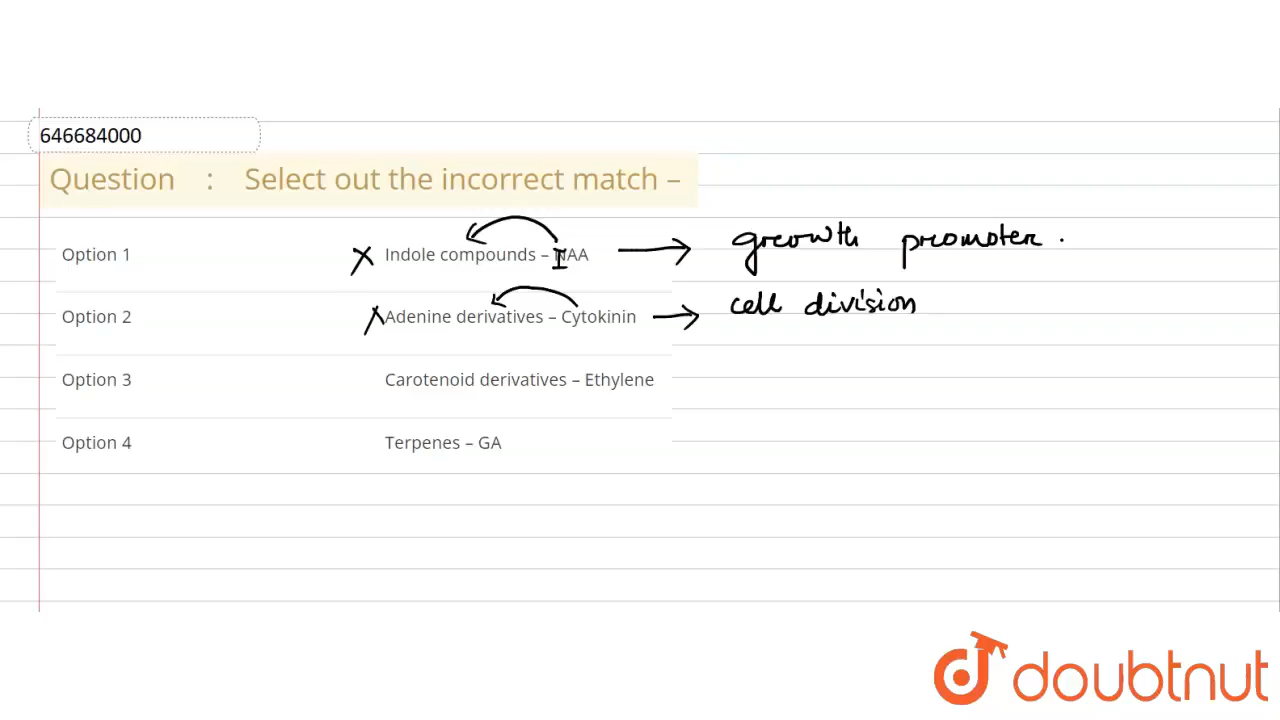 646684000
Question : Select out the incorrect match –
Option 1 X Indole compounds – IAA → growth promoter.
Option 2 X Adenine derivatives – Cytokinin → cell division
Option 3 Carotenoid derivatives – Ethylene
Option 4 Terpenes – GA
doubtnut